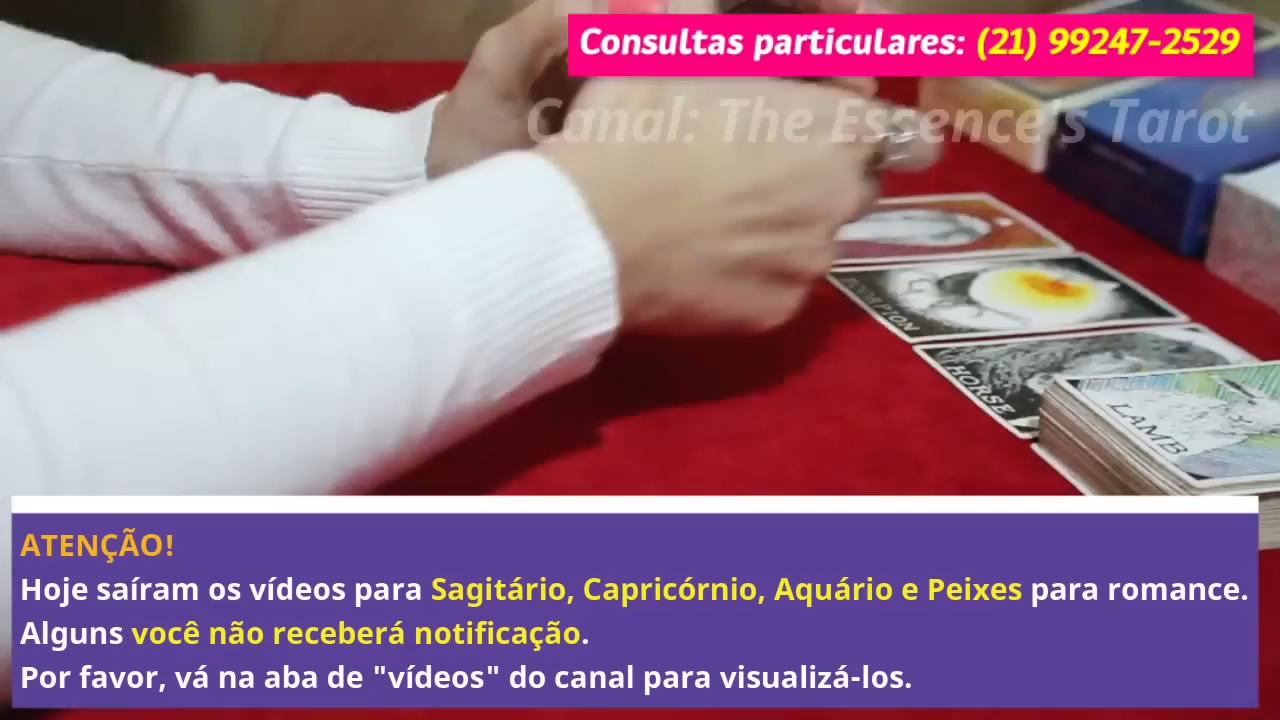 Consultas particulares: (21) 99247-2529
Canal: The Essence's Tarot
SCORPION
HORSE
LAMB
ATENÇÃO!
Hoje saíram os vídeos para Sagitário, Capricórnio, Aquário e Peixes para romance.
Alguns você não receberá notificação.
Por favor, vá na aba de "vídeos" do canal para visualizá-los.